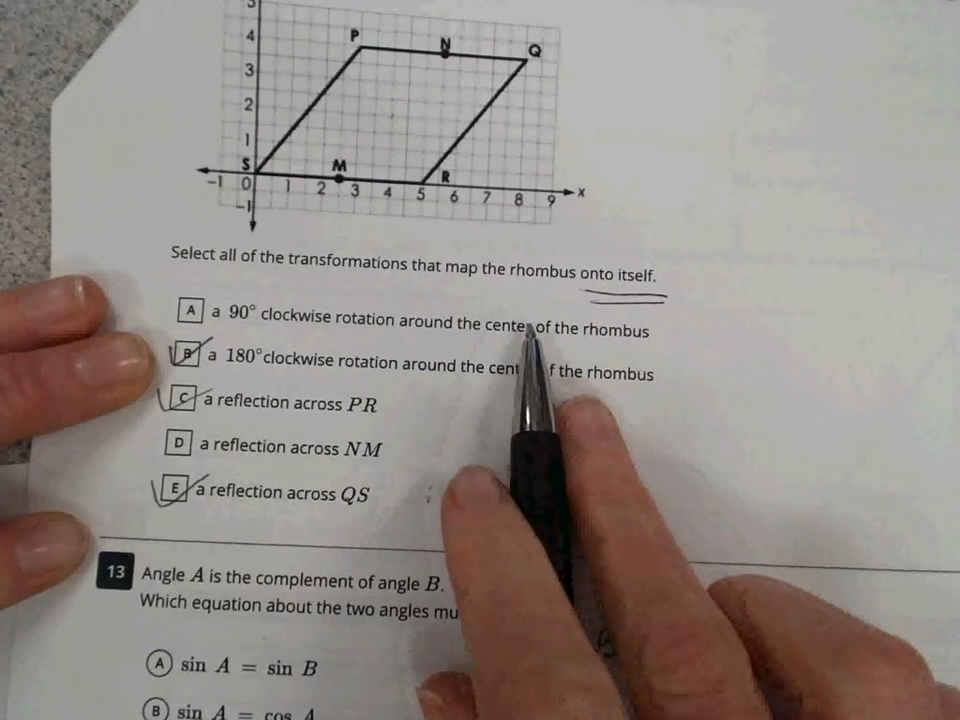 5
4
P
N
Q
3
2
1
S
M
R
-1 0 1 2 3 4 5 6 7 8 9 x
-1
Select all of the transformations that map the rhombus onto itself.
A a 90° clockwise rotation around the center of the rhombus
B a 180° clockwise rotation around the cent f the rhombus
C a reflection across PR
D a reflection across NM
E a reflection across QS
13 Angle A is the complement of angle B.
Which equation about the two angles mu
A sin A = sin B
B sin A = cos A